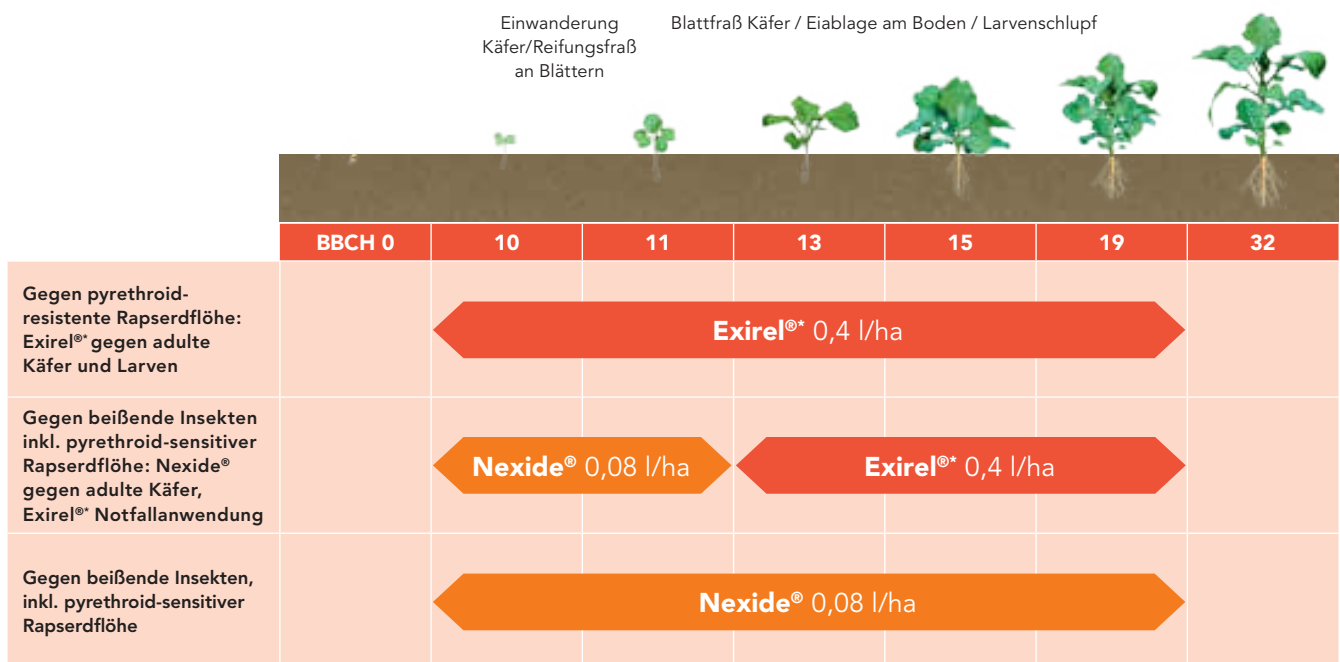 Einwanderung
Käfer/Reifungsfraß
an Blättern
Blattfraß Käfer / Eiablage am Boden / Larvenschlupf
BBCH 0 10 11 13 15 19 32
Gegen pyrethroid-
resistente Rapserdflöhe:
Exirel®* gegen adulte
Käfer und Larven
Exirel®* 0,4 l/ha
Gegen beißende Insekten
inkl. pyrethroid-sensitiver
Rapserdflöhe: Nexide®
gegen adulte Käfer,
Exirel®* Notfallanwendung
Nexide® 0,08 l/ha
Exirel®* 0,4 l/ha
Gegen beißende Insekten,
inkl. pyrethroid-sensitiver
Rapserdflöhe
Nexide® 0,08 l/ha